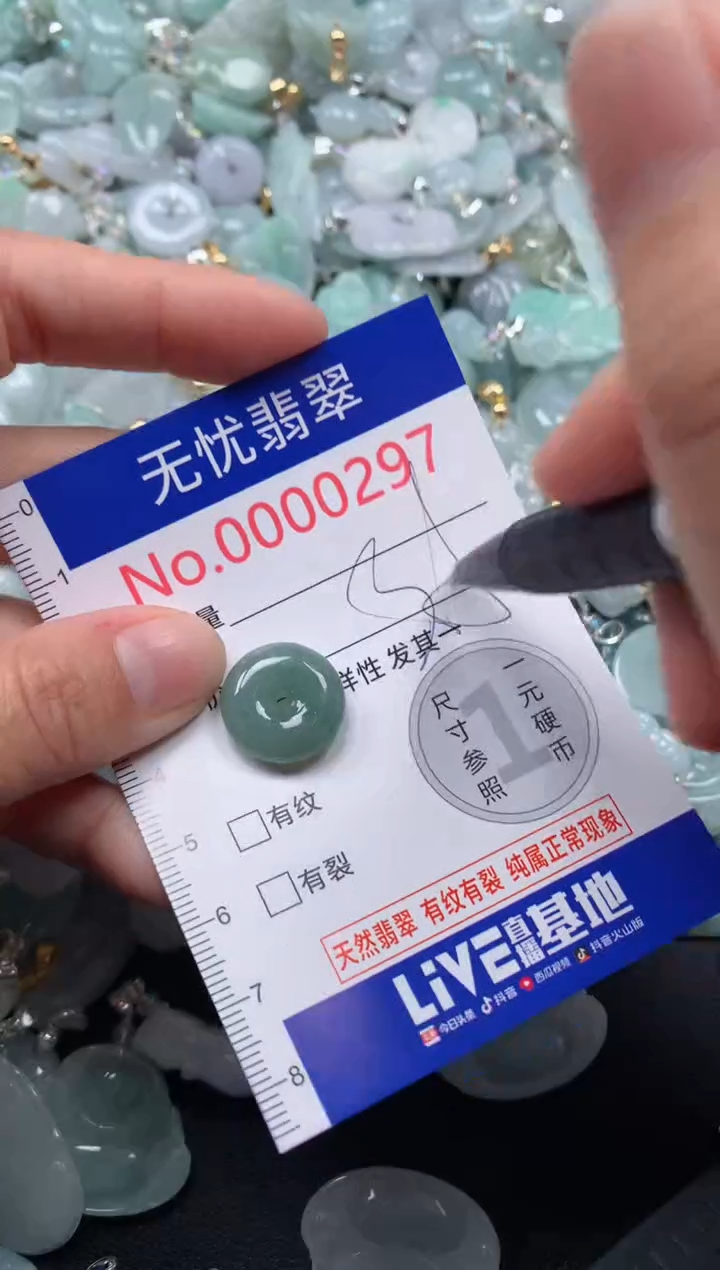 无忧翡翠
No.0000297
0
1
量
样性 发其一
一元硬币
1
尺寸参照
4
5
□有纹
6
□有裂
天然翡翠 有纹有裂 纯属正常现象
7
LiVE直播基地
今日头条 抖音 西瓜视频 抖音火山版
8